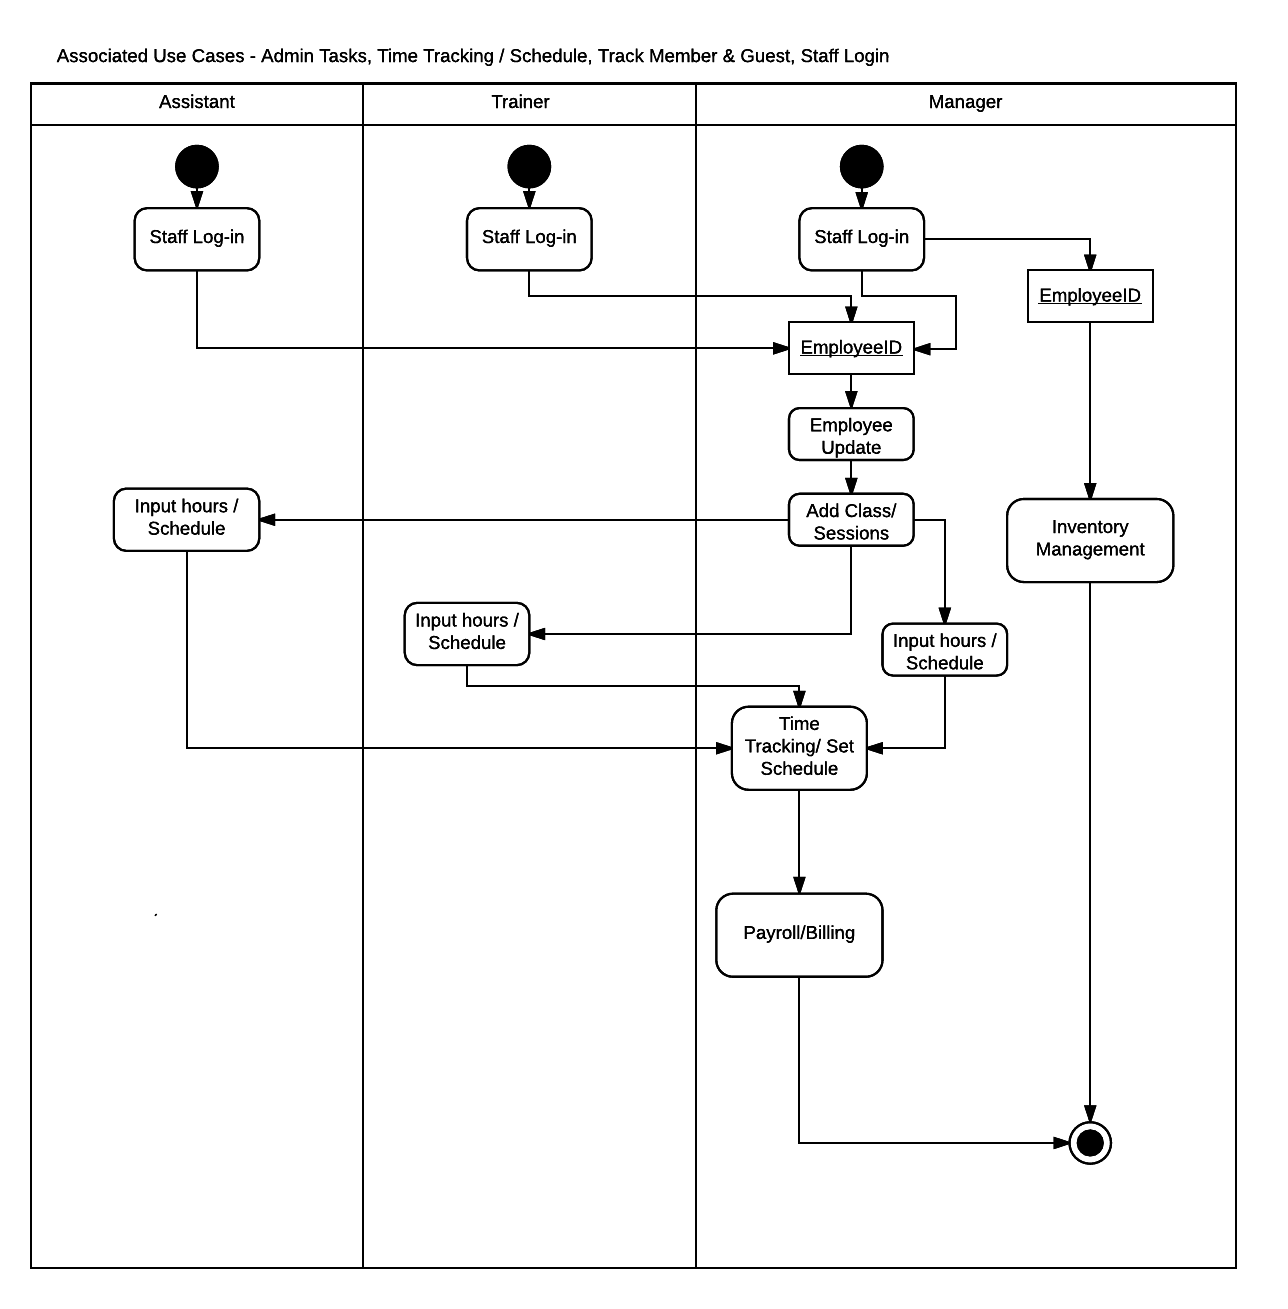 Associated Use Cases - Admin Tasks, Time Tracking / Schedule, Track Member & Guest, Staff Login
Assistant
Trainer
Manager
Staff Log-in
Staff Log-in
Staff Log-in
EmployeeID
EmployeeID
Employee
Update
Input hours /
Schedule
Add Class/
Sessions
Inventory
Management
Input hours /
Schedule
Input hours /
Schedule
Time
Tracking/ Set
Schedule
Payroll/Billing